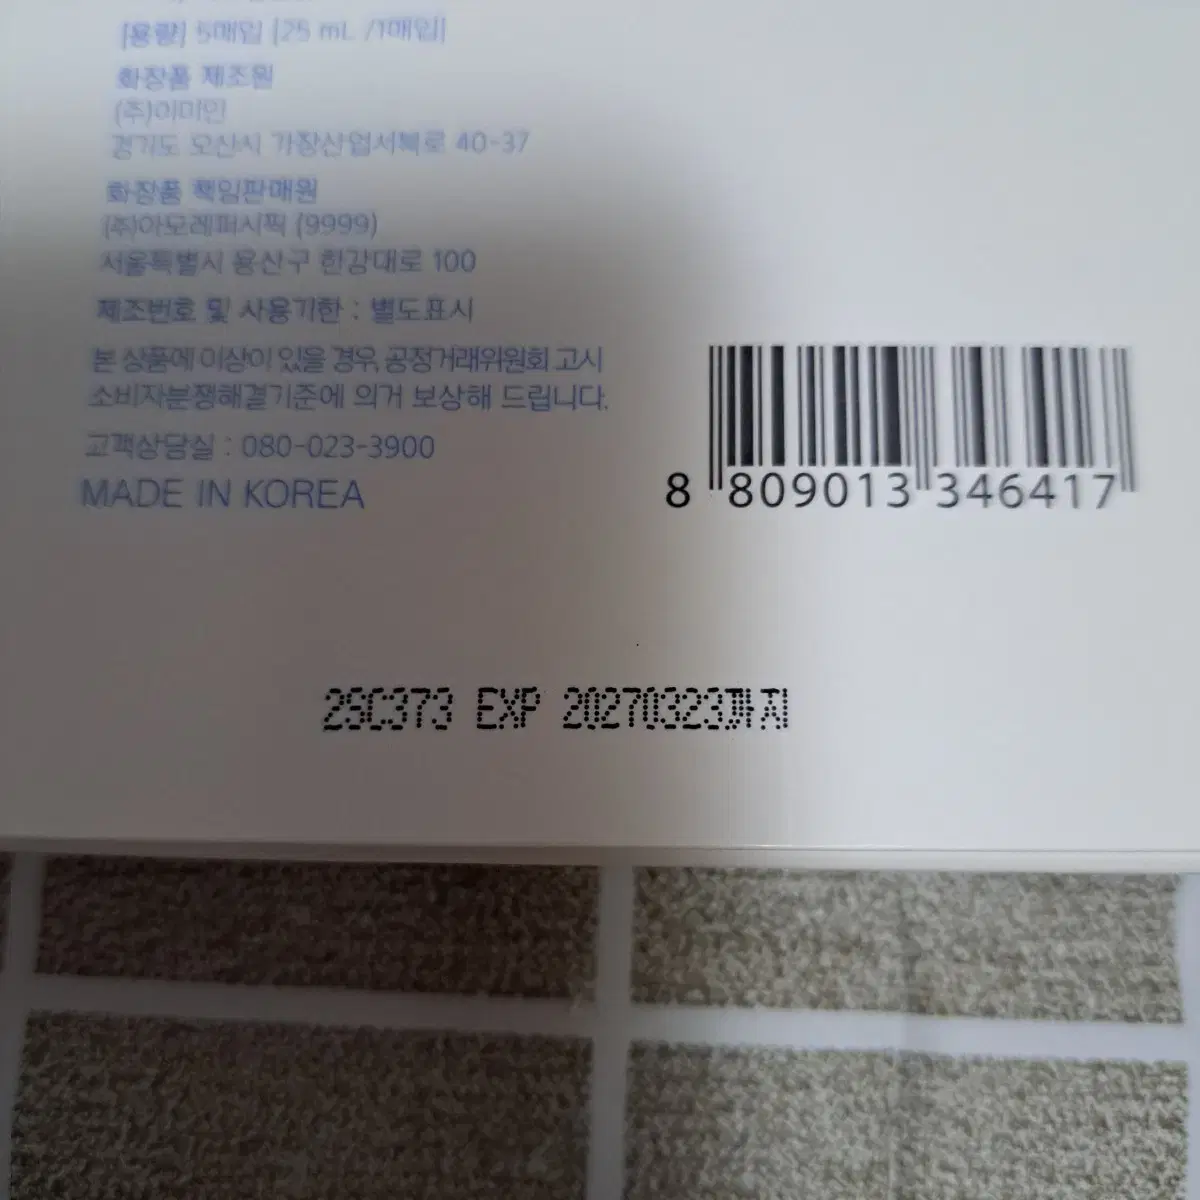 [용량] 5매입 [25 mL /1매입]
화장품 제조원
(주)이미인
경기도 오산시 가장산업서북로 40-37
화장품 책임판매원
(주)아모레퍼시픽 (9999)
서울특별시 용산구 한강대로 100
제조번호 및 사용기한 : 별도표시
본 상품에 이상이 있을 경우, 공정거래위원회 고시
소비자분쟁해결기준에 의거 보상해 드립니다.
고객상담실 : 080-023-3900
MADE IN KOREA
8 809013 346417
EXP 20270323까지